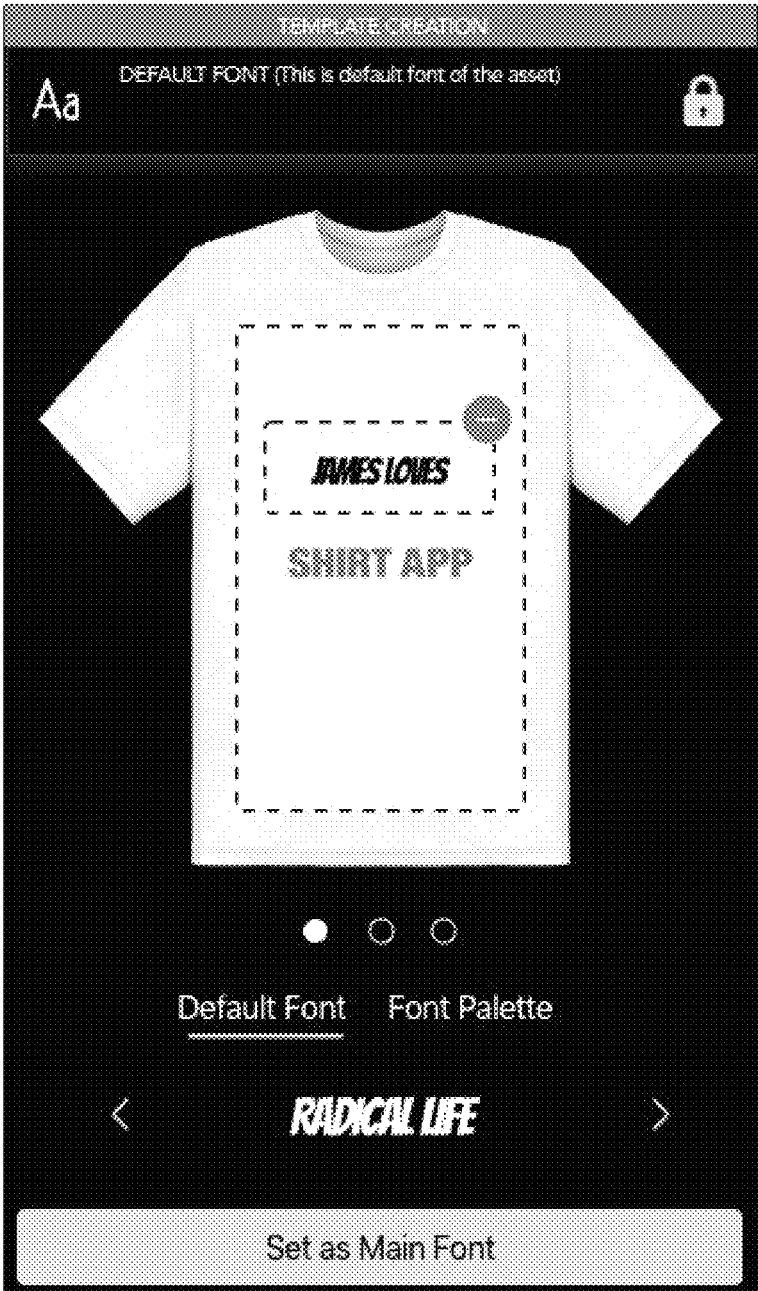 TEMPLATE CREATION
DEFAULT FONT (This is default font of the asset)
Aa
JAMES LOVES
SHIRT APP
Default Font Font Palette
< RADICAL LIFE >
Set as Main Font